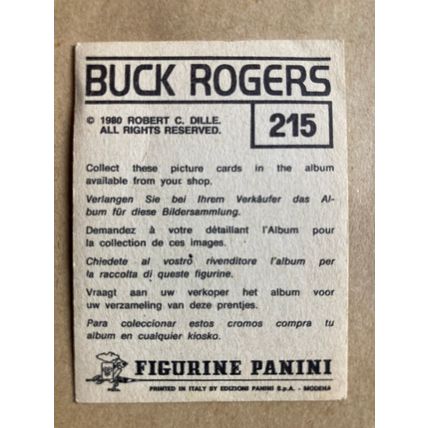 BUCK ROGERS
© 1980 ROBERT C. DILLE.
ALL RIGHTS RESERVED.
215
Collect these picture cards in the album
available from your shop.
Verlangen Sie bei Ihrem Verkäufer das Al-
bum für diese Bildersammlung.
Demandez à votre détaillant l'Album pour
la collection de ces images.
Chiedete al vostro rivenditore l'album per
la raccolta di queste figurine.
Vraagt aan uw verkoper het album voor
uw verzameling van deze prentjes.
Para coleccionar estos cromos compra tu
album en cualquier kiosko.
FIGURINE PANINI
PRINTED IN ITALY BY EDIZIONI PANINI S.p.A. - MODENA